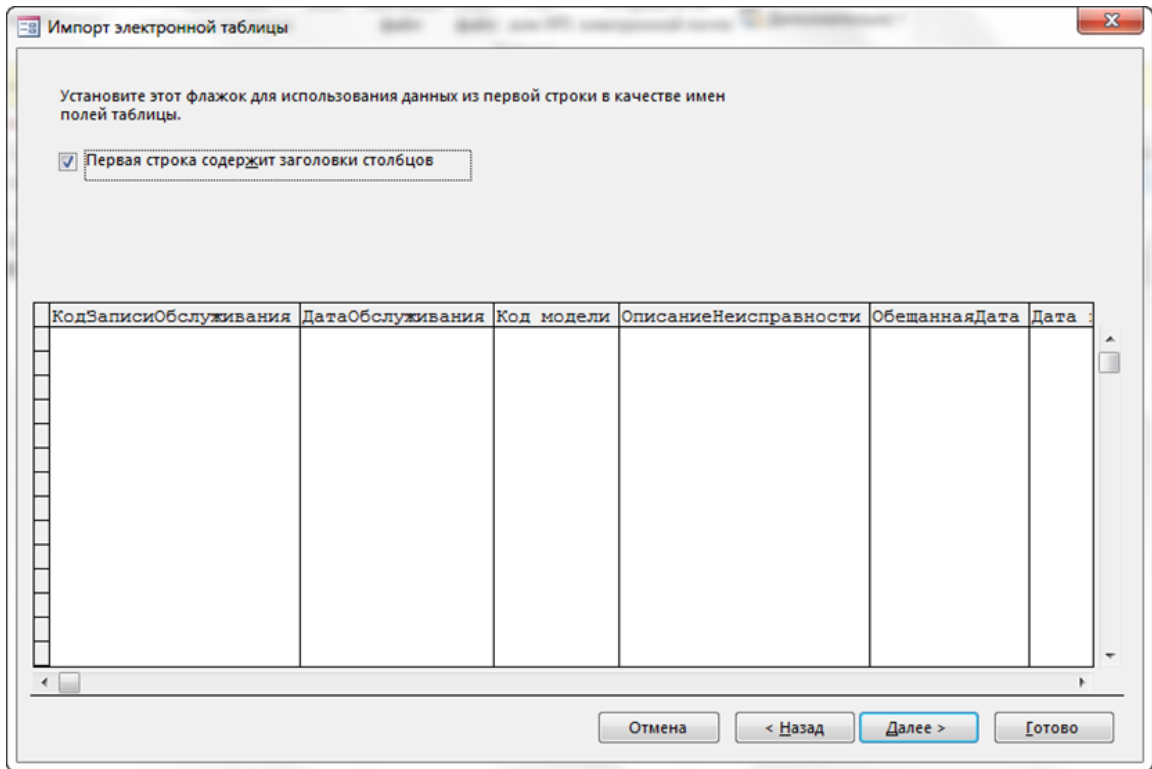 Импорт электронной таблицы
Установите этот флажок для использования данных из первой строки в качестве имен
полей таблицы.
Первая строка содержит заголовки столбцов
КодЗаписиОбслуживания ДатаОбслуживания Код модели ОписаниеНеисправности ОбещаннаяДата Дата
Отмена < Назад Далее > Готово